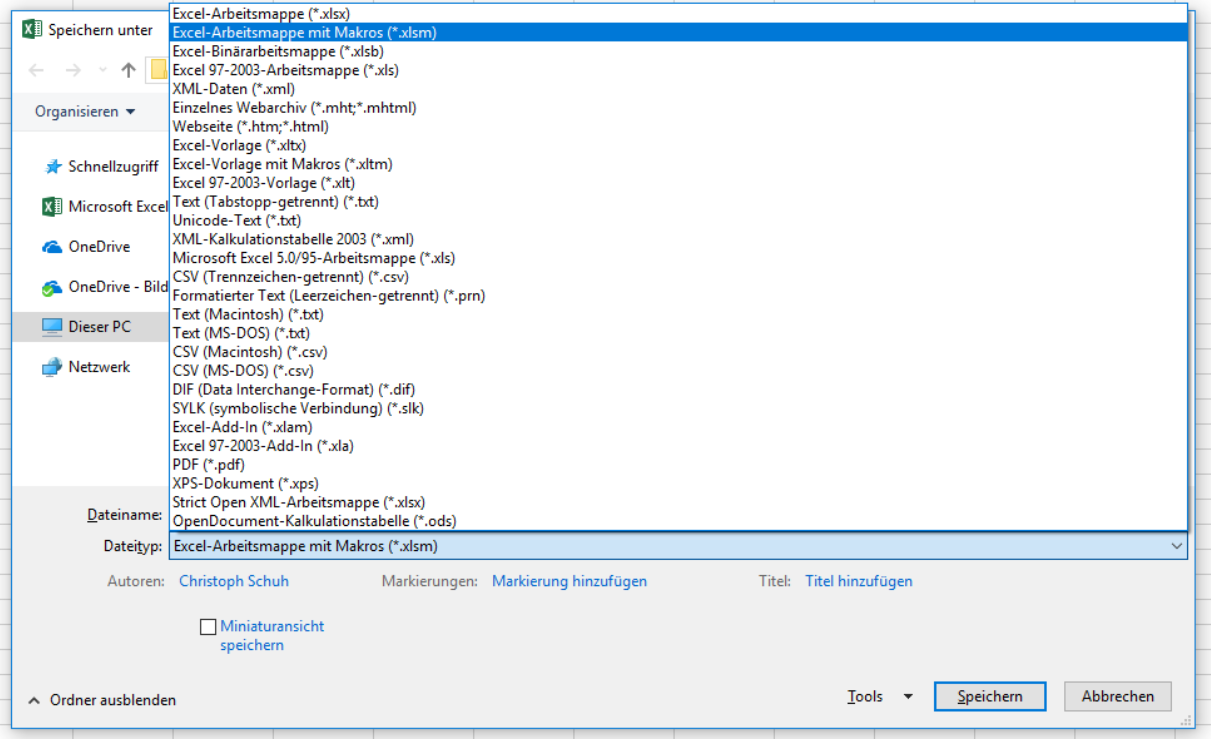 Speichern unter
Excel-Arbeitsmappe (*.xlsx)
Excel-Arbeitsmappe mit Makros (*.xlsm)
Excel-Binärarbeitsmappe (*.xlsb)
Excel 97-2003-Arbeitsmappe (*.xls)
XML-Daten (*.xml)
Einzelnes Webarchiv (*.mht;*.mhtml)
Webseite (*.htm;*.html)
Excel-Vorlage (*.xltx)
Excel-Vorlage mit Makros (*.xltm)
Excel 97-2003-Vorlage (*.xlt)
Text (Tabstopp-getrennt) (*.txt)
Unicode-Text (*.txt)
XML-Kalkulationstabelle 2003 (*.xml)
Microsoft Excel 5.0/95-Arbeitsmappe (*.xls)
CSV (Trennzeichen-getrennt) (*.csv)
Formatierter Text (Leerzeichen-getrennt) (*.prn)
Text (Macintosh) (*.txt)
Text (MS-DOS) (*.txt)
CSV (Macintosh) (*.csv)
CSV (MS-DOS) (*.csv)
DIF (Data Interchange-Format) (*.dif)
SYLK (symbolische Verbindung) (*.slk)
Excel-Add-In (*.xlam)
Excel 97-2003-Add-In (*.xla)
PDF (*.pdf)
XPS-Dokument (*.xps)
Strict Open XML-Arbeitsmappe (*.xlsx)
OpenDocument-Kalkulationstabelle (*.ods)
Organisieren
Schnellzugriff
Microsoft Excel
OneDrive
OneDrive - Bild
Dieser PC
Netzwerk
Dateiname:
Dateityp: Excel-Arbeitsmappe mit Makros (*.xlsm)
Autoren: Christoph Schuh Markierungen: Markierung hinzufügen Titel: Titel hinzufügen
Miniaturansicht
speichern
Ordner ausblenden Tools Speichern Abbrechen